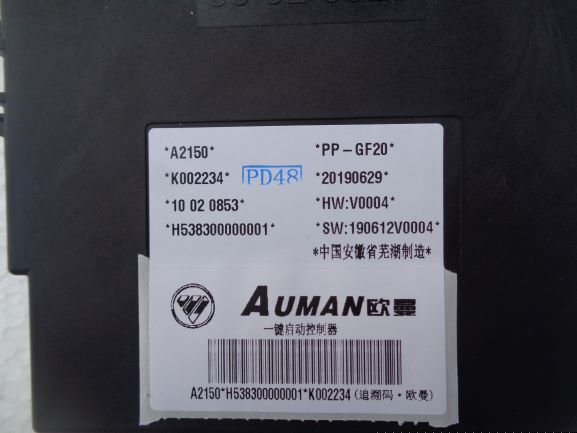 *A2150* *PP-GF20*
*K002234* PD48 *20190629*
*10 02 0853* *HW:V0004*
*H538300000001* *SW:190612V0004*
*中国安徽省芜湖制造*
AUMAN欧曼
一键启动控制器
A2150*H538300000001*K002234(追溯码·欧曼)